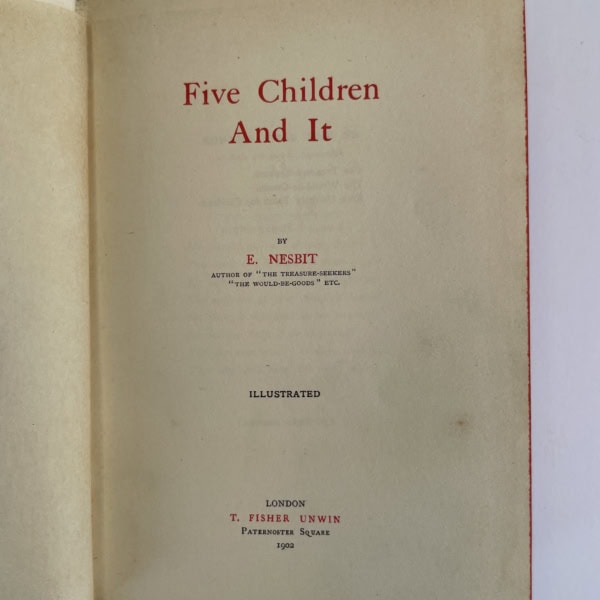 Five Children
And It
BY
E. NESBIT
AUTHOR OF "THE TREASURE-SEEKERS"
"THE WOULD-BE-GOODS" ETC.
ILLUSTRATED
LONDON
T. FISHER UNWIN
PATERNOSTER SQUARE
1902